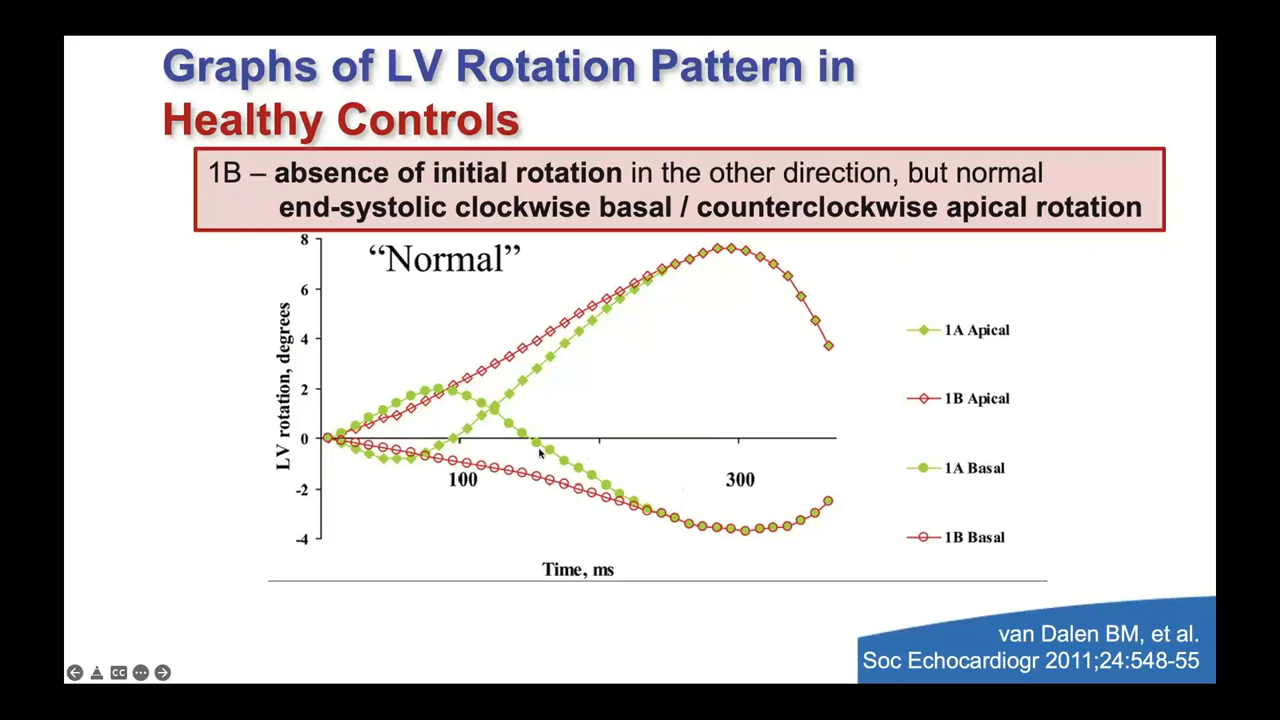 Graphs of LV Rotation Pattern in
Healthy Controls
1B – absence of initial rotation in the other direction, but normal
end-systolic clockwise basal / counterclockwise apical rotation
“Normal”
8
6
4
2
0
-2
-4
LV rotation, degrees
100
300
Time, ms
1A Apical
1B Apical
1A Basal
1B Basal
van Dalen BM, et al.
Soc Echocardiogr 2011;24:548-55
CC